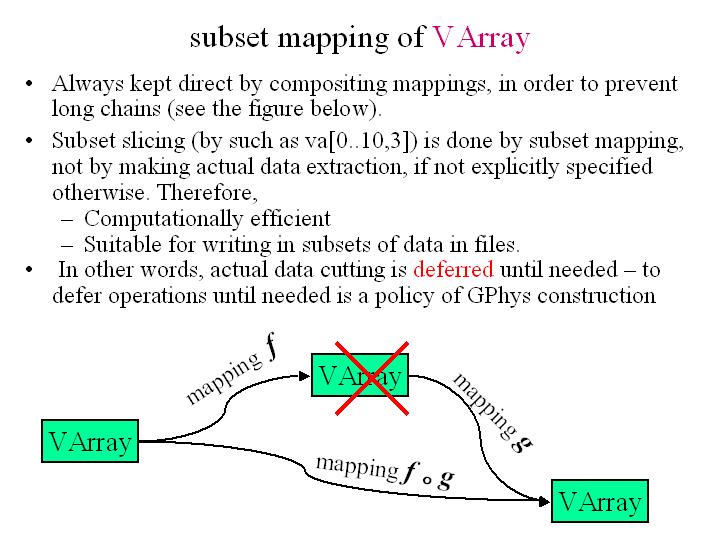 subset mapping of VArray
• Always kept direct by compositing mappings, in order to prevent
long chains (see the figure below).
• Subset slicing (by such as va[0..10,3]) is done by subset mapping,
not by making actual data extraction, if not explicitly specified
otherwise. Therefore,
– Computationally efficient
– Suitable for writing in subsets of data in files.
• In other words, actual data cutting is deferred until needed – to
defer operations until needed is a policy of GPhys construction
mapping f
VArray
mapping g
VArray
mapping f ∘ g
VArray